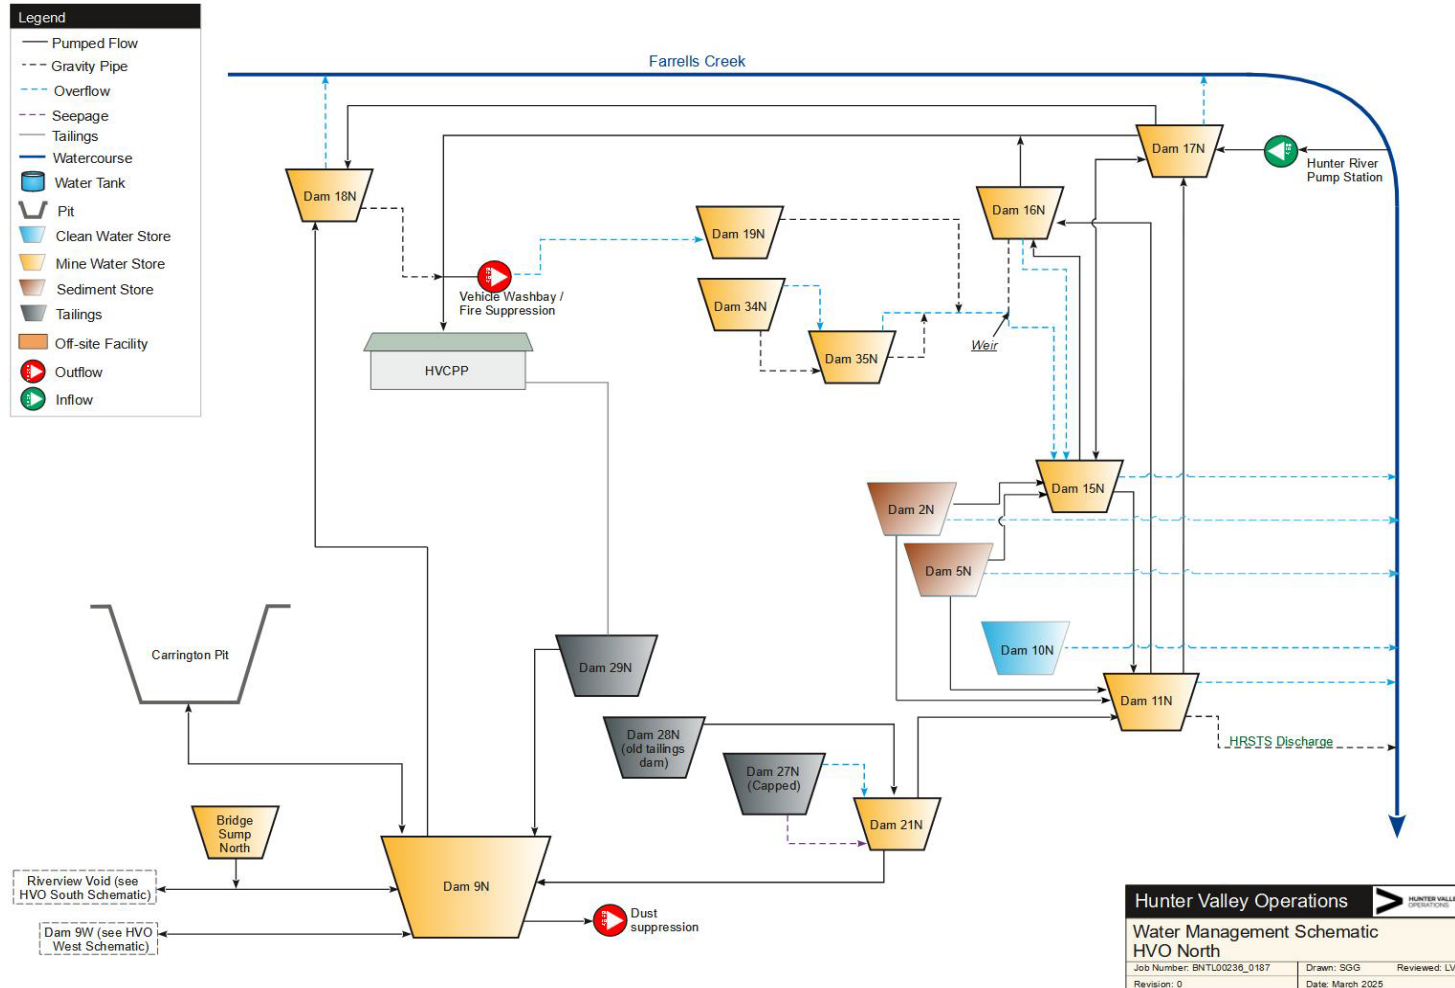 Legend
Pumped Flow
Gravity Pipe
Overflow
Seepage
Tailings
Watercourse
Water Tank
Pit
Clean Water Store
Mine Water Store
Sediment Store
Tailings
Off-site Facility
Outflow
Inflow
Farrells Creek
Dam 17N
Hunter River
Pump Station
Dam 18N
Dam 16N
Dam 19N
Vehicle Washbay /
Fire Suppression
Dam 34N
Weir
Dam 35N
HVCPP
Dam 15N
Dam 2N
Dam 5N
Dam 10N
Carrington Pit
Dam 29N
Dam 11N
HRSTS Discharge
Dam 28N
(old tailings
dam)
Dam 27N
(Capped)
Dam 21N
Bridge
Sump
North
Dam 9N
Riverview Void (see
HVO South Schematic)
Dust
suppression
Dam 9W (see HVO
West Schematic)
Hunter Valley Operations
HUNTER VALLEY
OPERATIONS
Water Management Schematic
HVO North
Job Number: BNTL00236_0187
Drawn: SGG
Reviewed: LV
Revision: 0
Date: March 2025